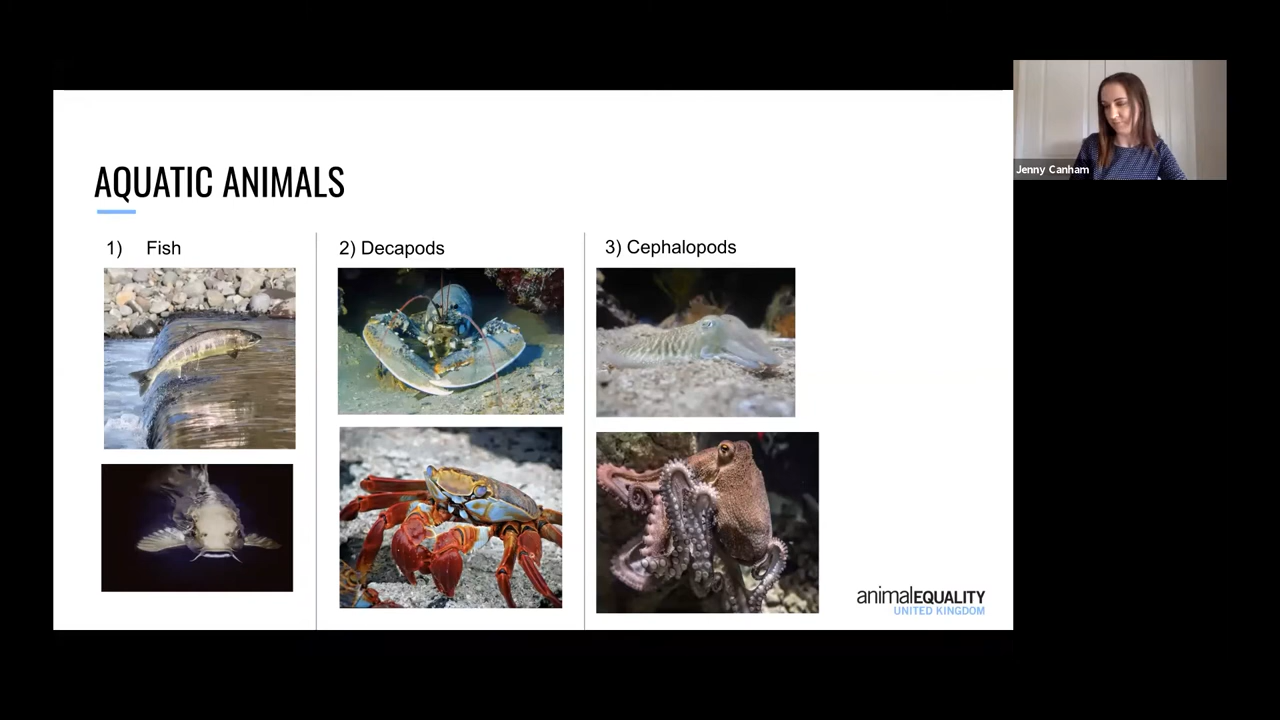 AQUATIC ANIMALS
1) Fish
2) Decapods
3) Cephalopods
animalEQUALITY
UNITED KINGDOM
Jenny Canham